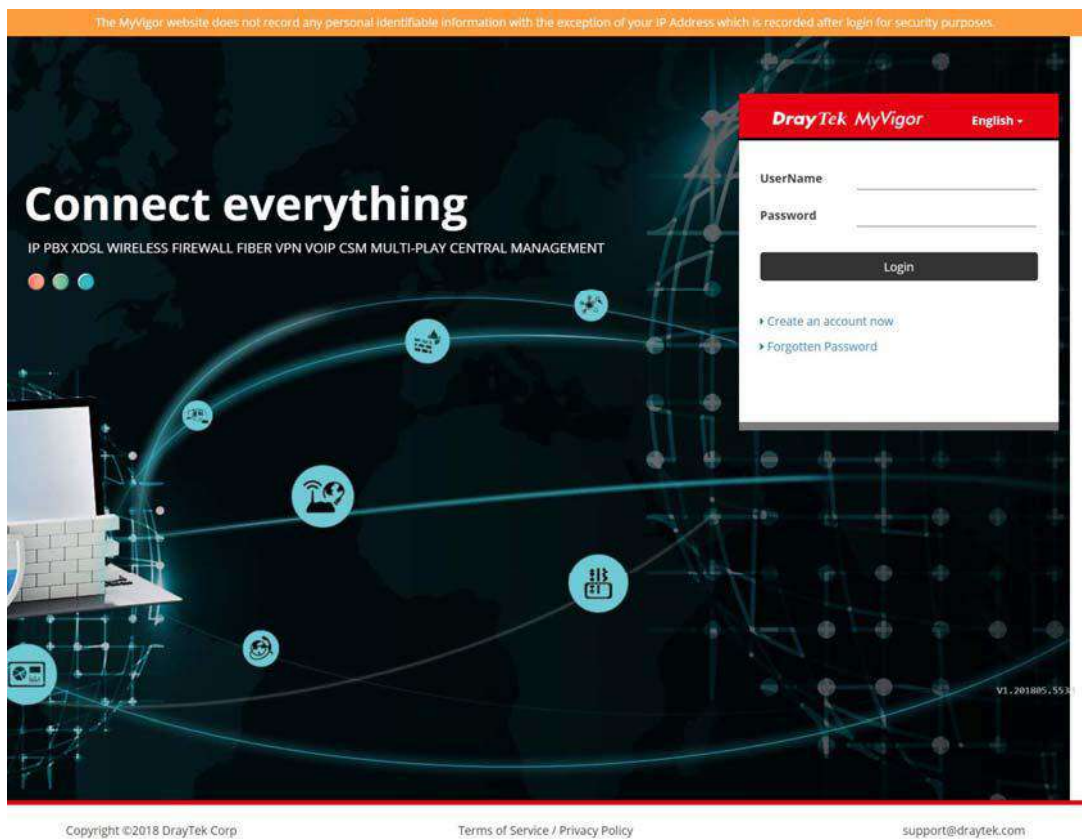 The MyVigor website does not record any personal identifiable information with the exception of your IP Address which is recorded after login for security purposes.
DrayTek MyVigor English
UserName
Password
Login
Create an account now
Forgotten Password
Connect everything
IP PBX XDSL WIRELESS FIREWALL FIBER VPN VOIP CSM MULTI-PLAY CENTRAL MANAGEMENT
Copyright ©2018 DrayTek Corp Terms of Service / Privacy Policy support@draytek.com